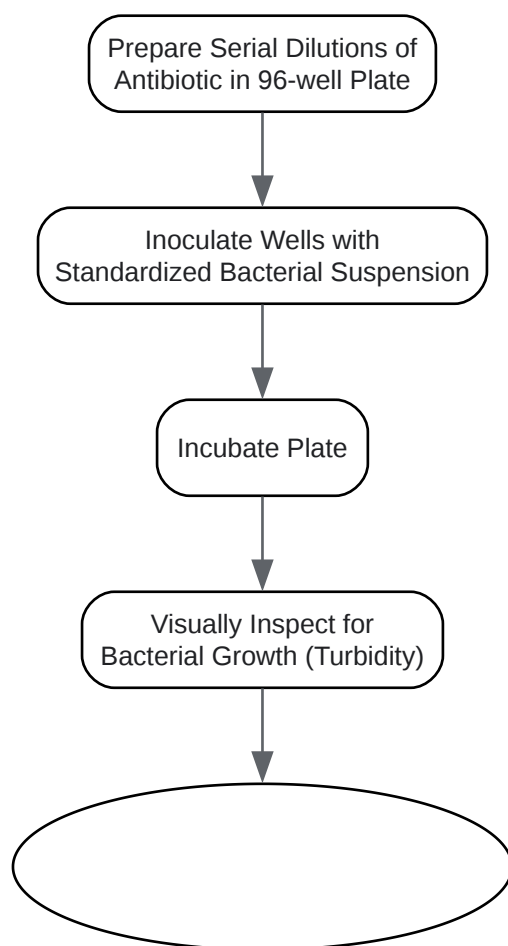 Prepare Serial Dilutions of
Antibiotic in 96-well Plate
Inoculate Wells with
Standardized Bacterial Suspension
Incubate Plate
Visually Inspect for
Bacterial Growth (Turbidity)